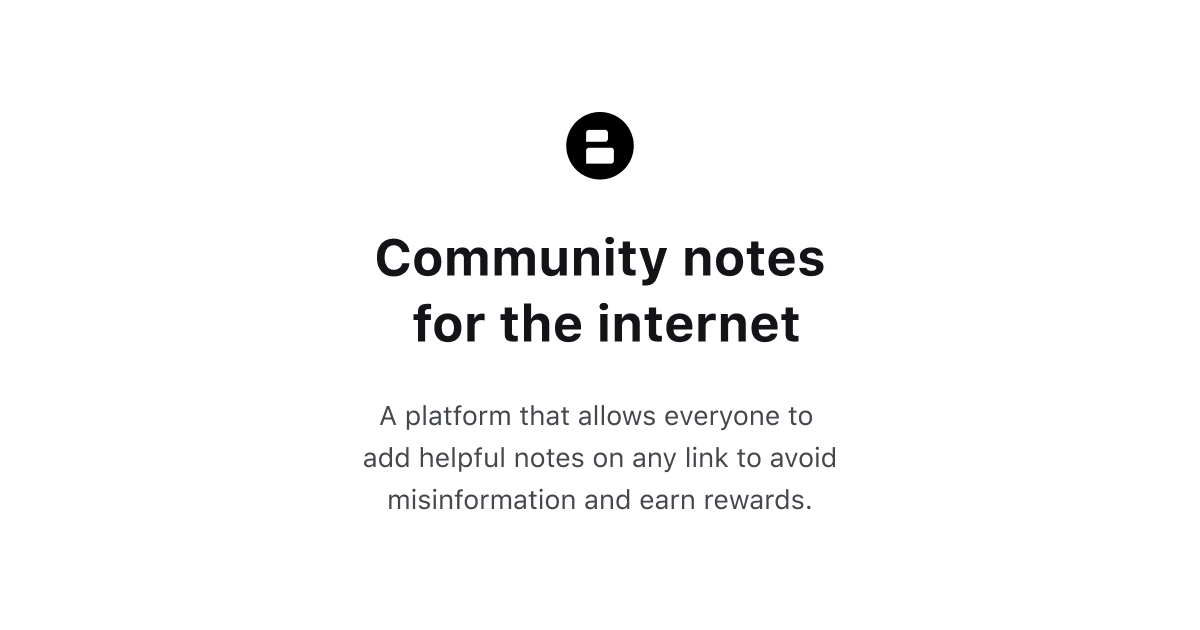 Community notes
for the internet
A platform that allows everyone to
add helpful notes on any link to avoid
misinformation and earn rewards.